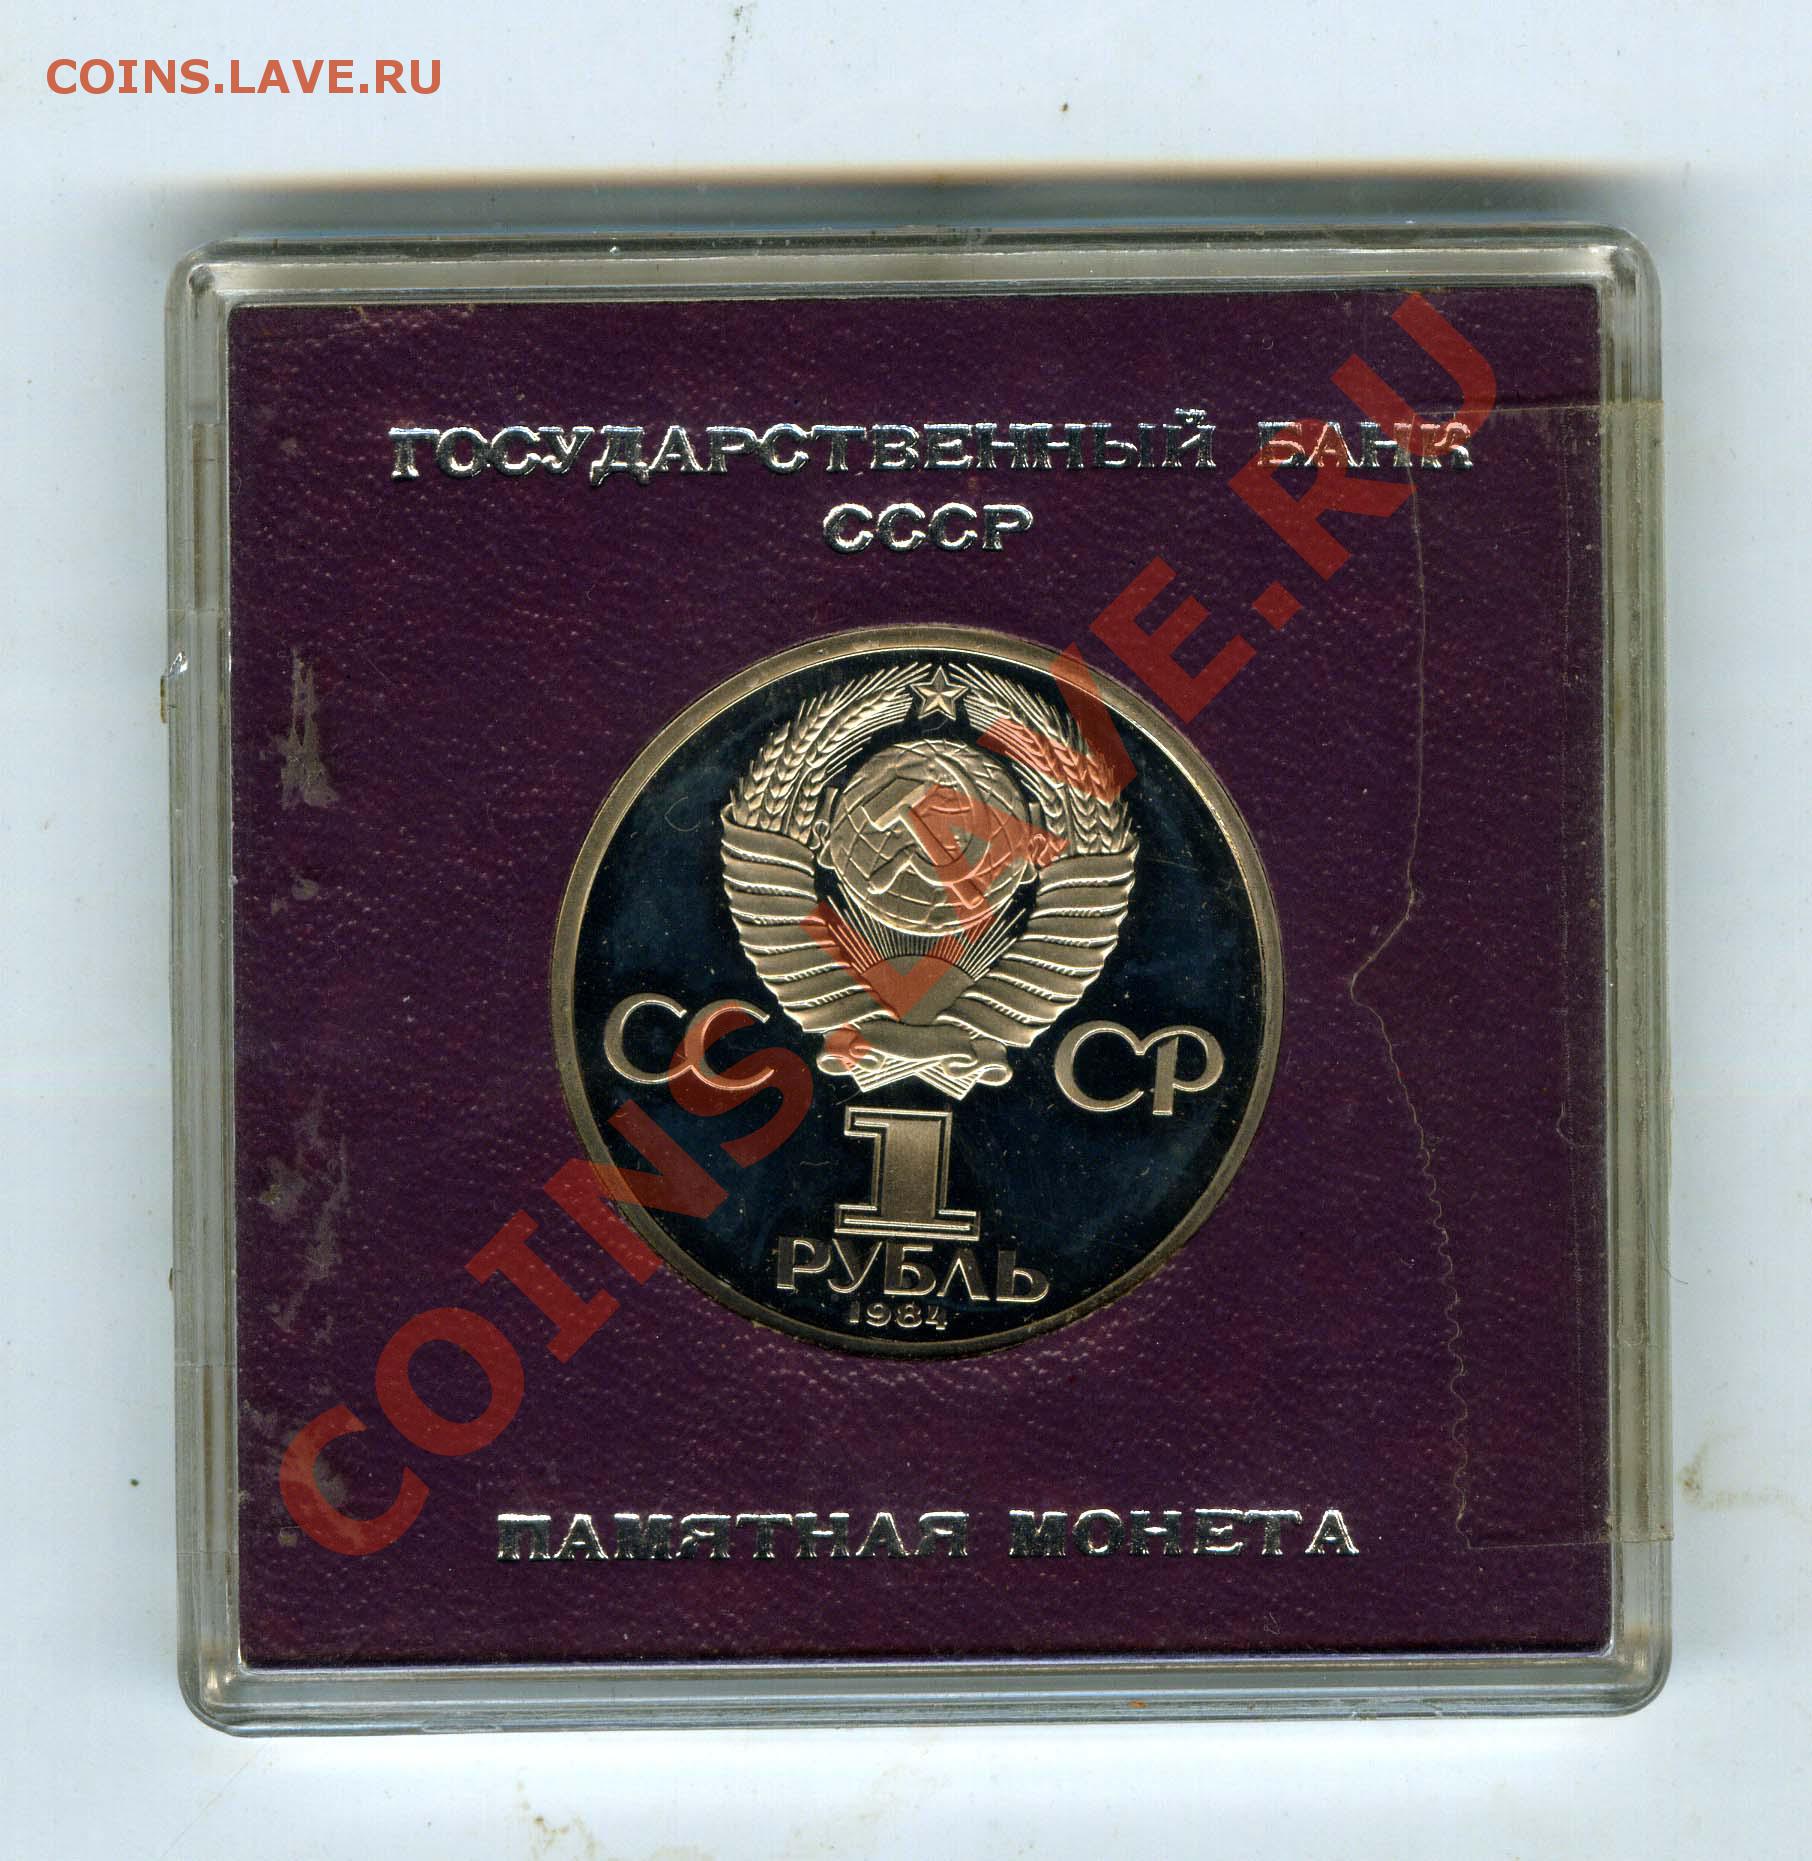 COINS.LAVE.RU
ГОСУДАРСТВЕННЫЙ БАНК
СССР
СС СР
1
РУБЛЬ
1984
ПАМЯТНАЯ МОНЕТА
COINS.LAVE.RU